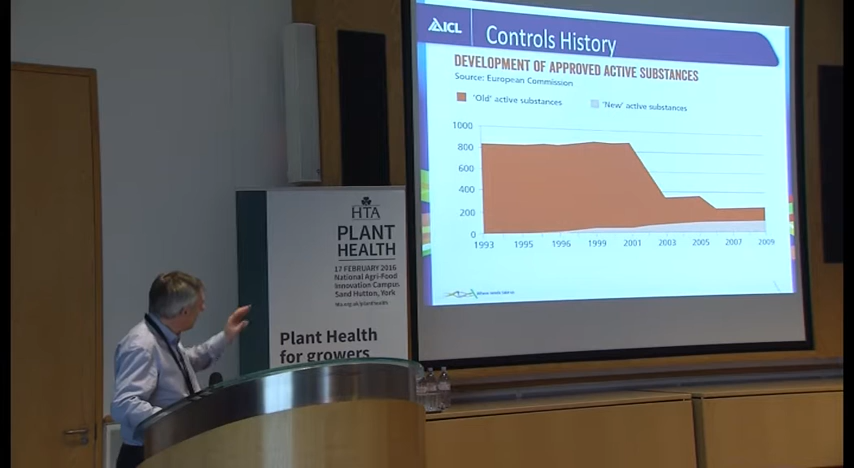 ICL
Controls History
DEVELOPMENT OF APPROVED ACTIVE SUBSTANCES
Source: European Commission
'Old' active substances
'New' active substances
1000
800
600
400
200
0
1993 1995 1996 1999 2001 2003 2005 2007 2009
HTA
PLANT
HEALTH
17 FEBRUARY 2016
National Agri-Food
Innovation Campus
Sand Hutton, York
Plant Health
for growers